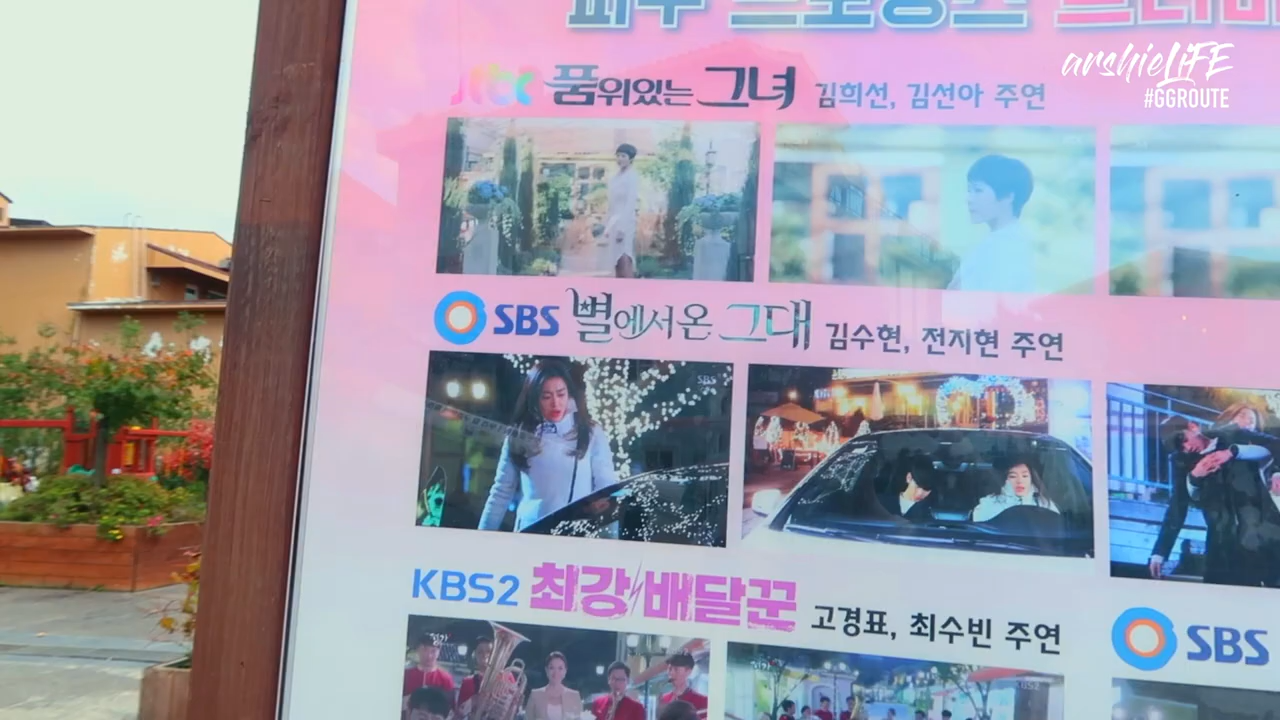 arshieLiFE
#GGROUTE
jtbc 품위있는 그녀 김희선, 김선아 주연
SBS 별에서 온 그대 김수현, 전지현 주연
SBS
KBS2 최강 배달꾼 고경표, 최수빈 주연
SBS